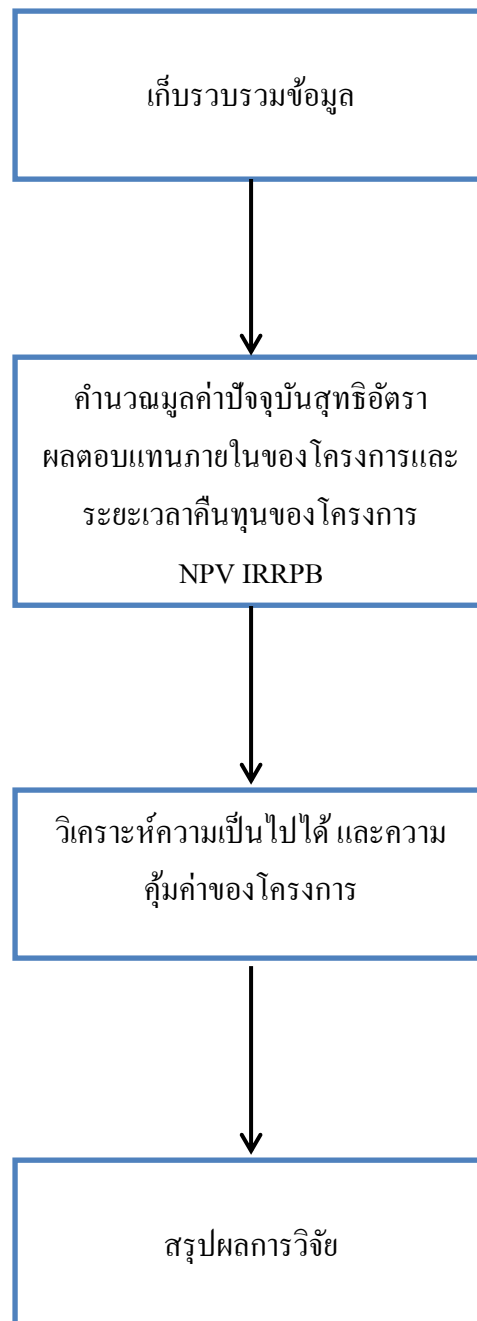 เก็บรวบรวมข้อมูล
คำนวณมูลค่าปัจจุบันสุทธิอัตรา
ผลตอบแทนภายในของโครงการและ
ระยะเวลาคืนทุนของโครงการ
NPV IRRPB
วิเคราะห์ความเป็นไปได้ และความ
คุ้มค่าของโครงการ
สรุปผลการวิจัย